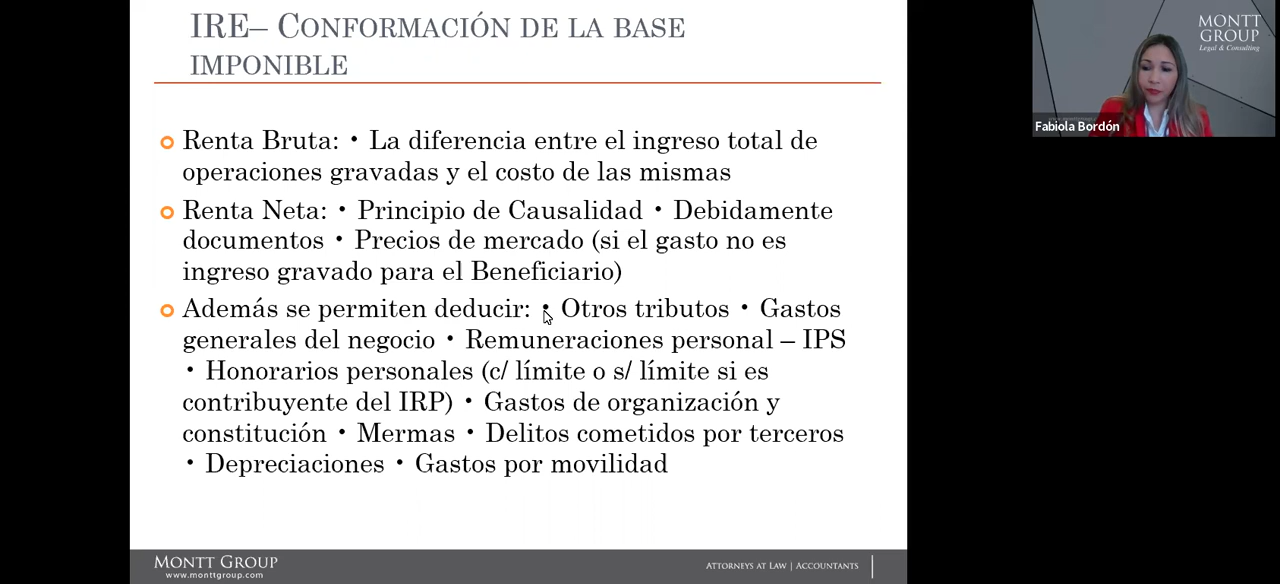 IRE– CONFORMACIÓN DE LA BASE
IMPONIBLE
Renta Bruta: • La diferencia entre el ingreso total de
operaciones gravadas y el costo de las mismas
Renta Neta: • Principio de Causalidad • Debidamente
documentos • Precios de mercado (si el gasto no es
ingreso gravado para el Beneficiario)
Además se permiten deducir: • Otros tributos • Gastos
generales del negocio • Remuneraciones personal – IPS
• Honorarios personales (c/ límite o s/ límite si es
contribuyente del IRP) • Gastos de organización y
constitución • Mermas • Delitos cometidos por terceros
• Depreciaciones • Gastos por movilidad
MONTT GROUP
www.monttgroup.com
ATTORNEYS AT LAW | ACCOUNTANTS
MONTT
GROUP
Legal & Consulting
Fabiola Bordón